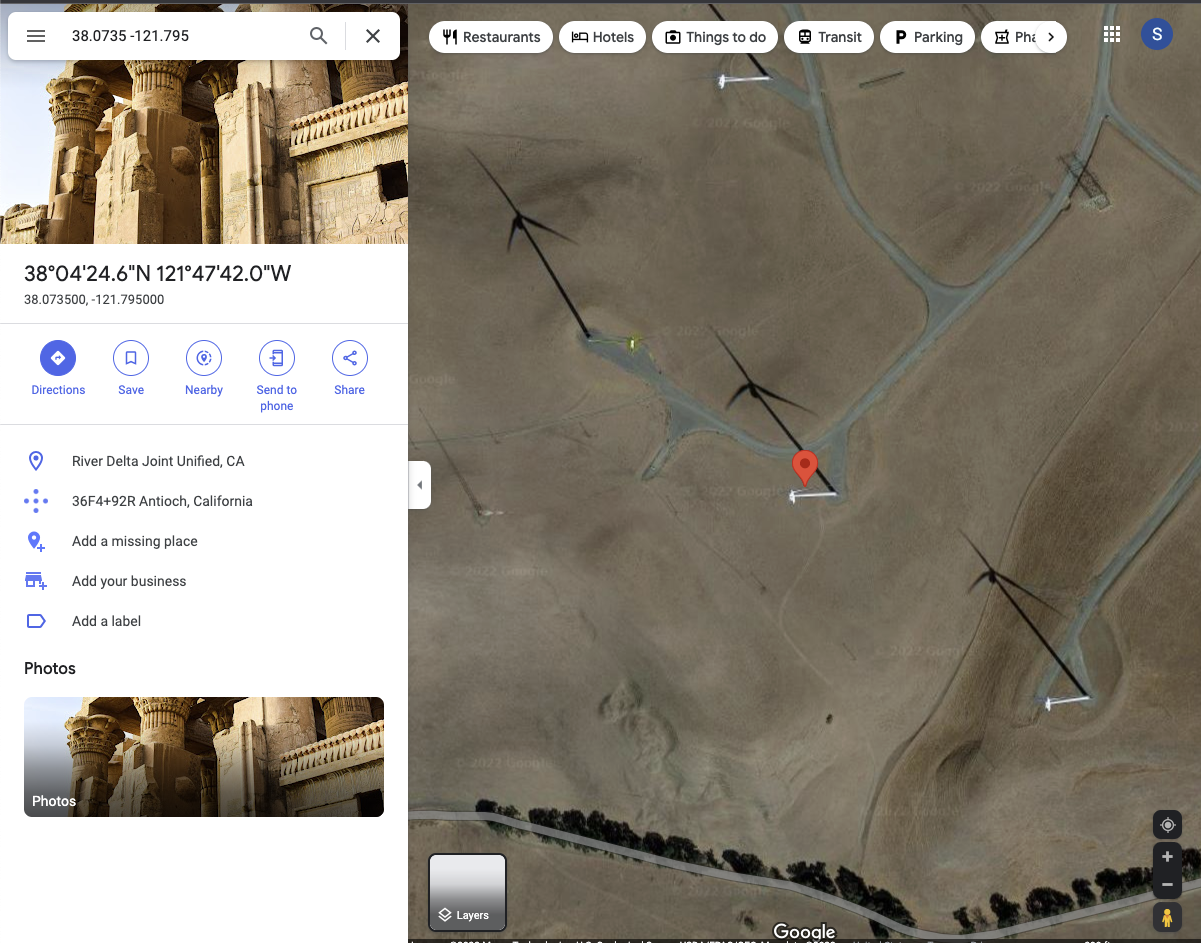 38.0735 -121.795
Restaurants
Hotels
Things to do
Transit
Parking
Pha
S
38°04'24.6"N 121°47'42.0"W
38.073500, -121.795000
Directions
Save
Nearby
Send to
phone
Share
River Delta Joint Unified, CA
36F4+92R Antioch, California
Add a missing place
Add your business
Add a label
Photos
Photos
© 2022 Google
© 2022 Google
© 2022 Google
© 2022 Google
© 2022 Google
© 2022 Google
© 2022 Google
Layers
Google